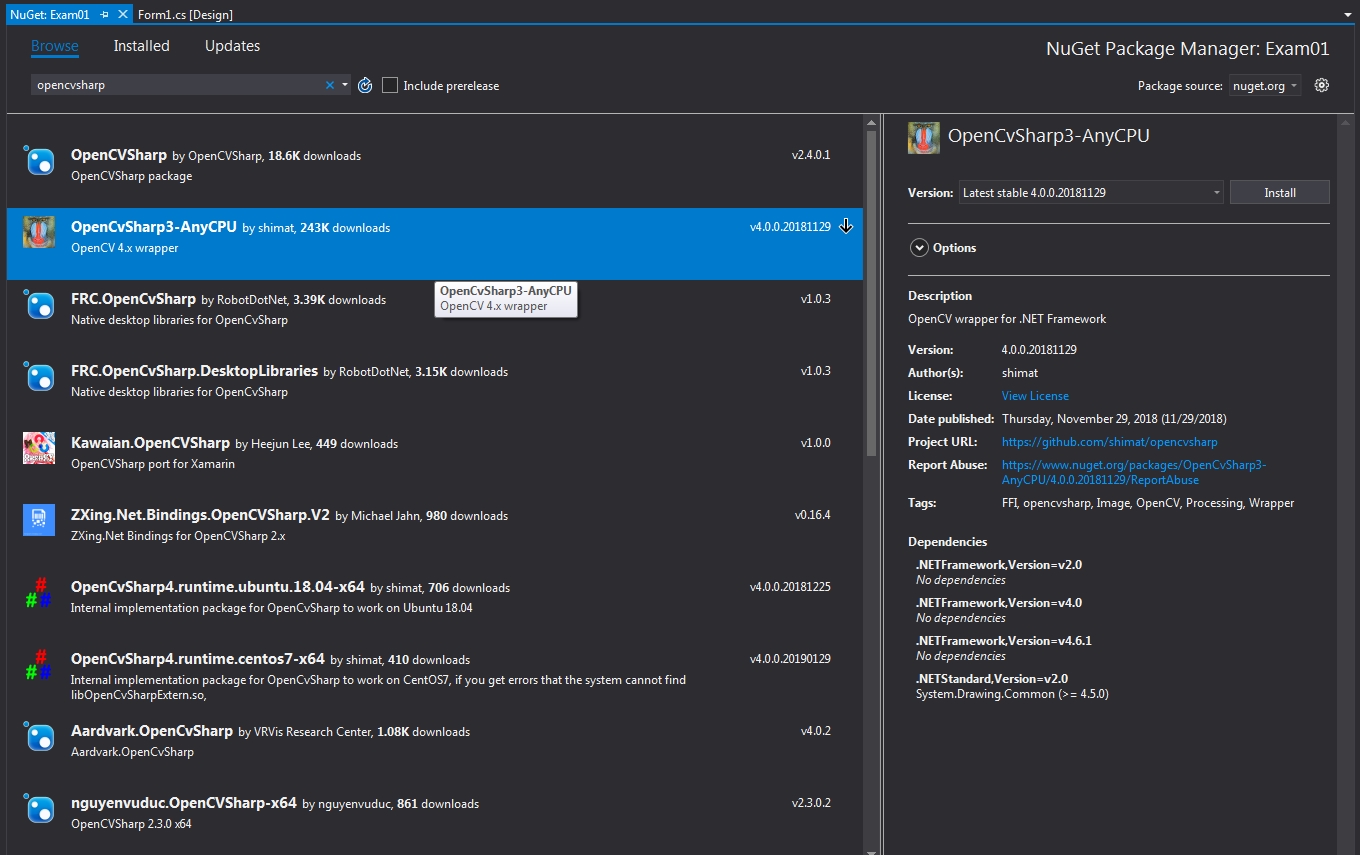 NuGet: Exam01
Form1.cs [Design]
Browse
Installed
Updates
NuGet Package Manager: Exam01
opencvsharp
Include prerelease
Package source:
nuget.org
OpenCVSharp by OpenCVSharp, 18.6K downloads
v2.4.0.1
OpenCVSharp package
OpenCvSharp3-AnyCPU by shimat, 243K downloads
v4.0.0.20181129
OpenCV 4.x wrapper
OpenCvSharp3-AnyCPU
OpenCV 4.x wrapper
FRC.OpenCvSharp by RobotDotNet, 3.39K downloads
v1.0.3
Native desktop libraries for OpenCvSharp
FRC.OpenCvSharp.DesktopLibraries by RobotDotNet, 3.15K downloads
v1.0.3
Native desktop libraries for OpenCvSharp
Kawaian.OpenCVSharp by Heejun Lee, 449 downloads
v1.0.0
OpenCVSharp port for Xamarin
ZXing.Net.Bindings.OpenCVSharp.V2 by Michael Jahn, 980 downloads
v0.16.4
ZXing.Net Bindings for OpenCVSharp 2.x
OpenCvSharp4.runtime.ubuntu.18.04-x64 by shimat, 706 downloads
v4.0.0.20181225
Internal implementation package for OpenCvSharp to work on Ubuntu 18.04
OpenCvSharp4.runtime.centos7-x64 by shimat, 410 downloads
v4.0.0.20190129
Internal implementation package for OpenCvSharp to work on CentOS7, if you get errors that the system cannot find
libOpenCvSharpExtern.so,
Aardvark.OpenCvSharp by VRVis Research Center, 1.08K downloads
v4.0.2
Aardvark.OpenCvSharp
nguyenvuduc.OpenCVSharp-x64 by nguyenvuduc, 861 downloads
v2.3.0.2
OpenCVSharp 2.3.0 x64
OpenCvSharp3-AnyCPU
Version:
Latest stable 4.0.0.20181129
Install
Options
Description
OpenCV wrapper for .NET Framework
Version: 4.0.0.20181129
Author(s): shimat
License: View License
Date published: Thursday, November 29, 2018 (11/29/2018)
Project URL: https://github.com/shimat/opencvsharp
Report Abuse: https://www.nuget.org/packages/OpenCvSharp3-
AnyCPU/4.0.0.20181129/ReportAbuse
Tags: FFI, opencvsharp, Image, OpenCV, Processing, Wrapper
Dependencies
.NETFramework,Version=v2.0
No dependencies
.NETFramework,Version=v4.0
No dependencies
.NETFramework,Version=v4.6.1
No dependencies
.NETStandard,Version=v2.0
System.Drawing.Common (>= 4.5.0)